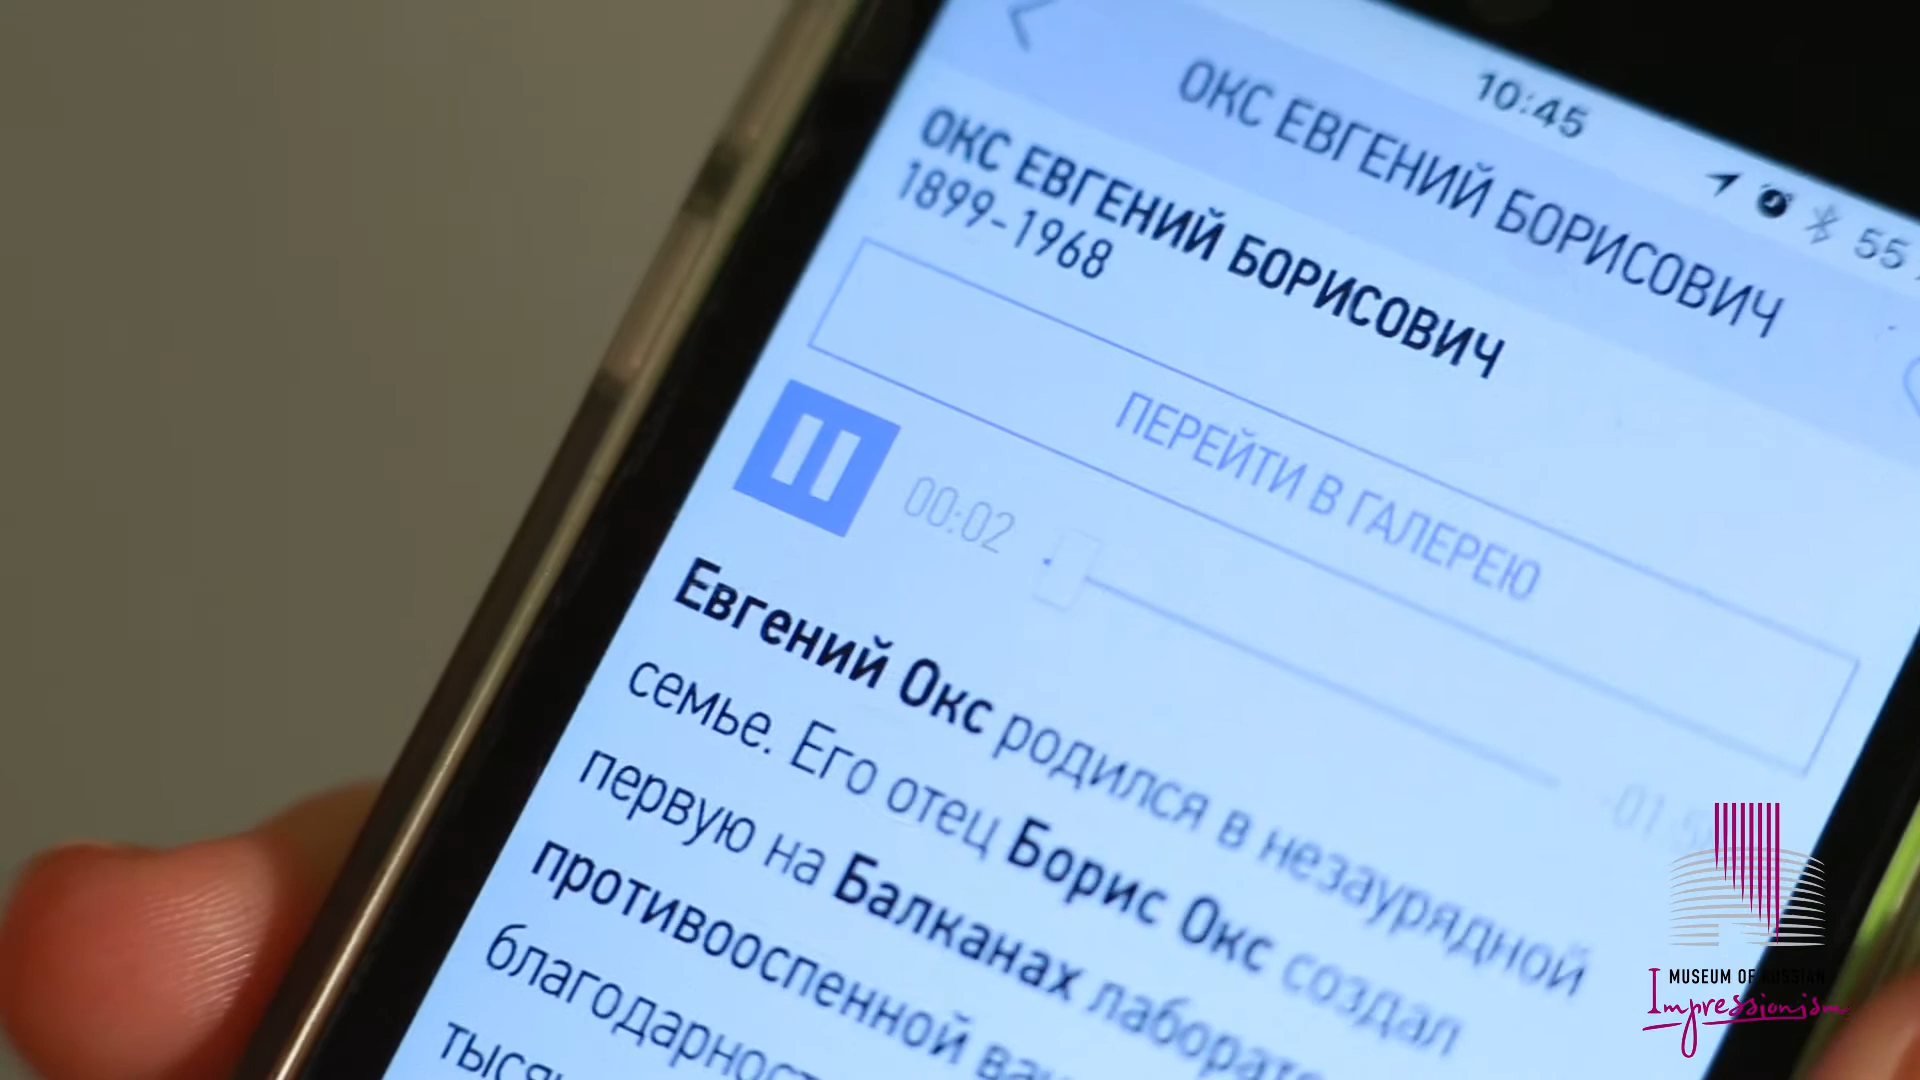 10:45
55
ОКС ЕВГЕНИЙ БОРИСОВИЧ
ОКС ЕВГЕНИЙ БОРИСОВИЧ
1899-1968
ПЕРЕЙТИ В ГАЛЕРЕЮ
00:02
Евгений Окс родился в незаурядной
семье. Его отец Борис Окс создал
первую на Балканах
противооспенной
MUSEUM OF RUSSIAN
Impressionism